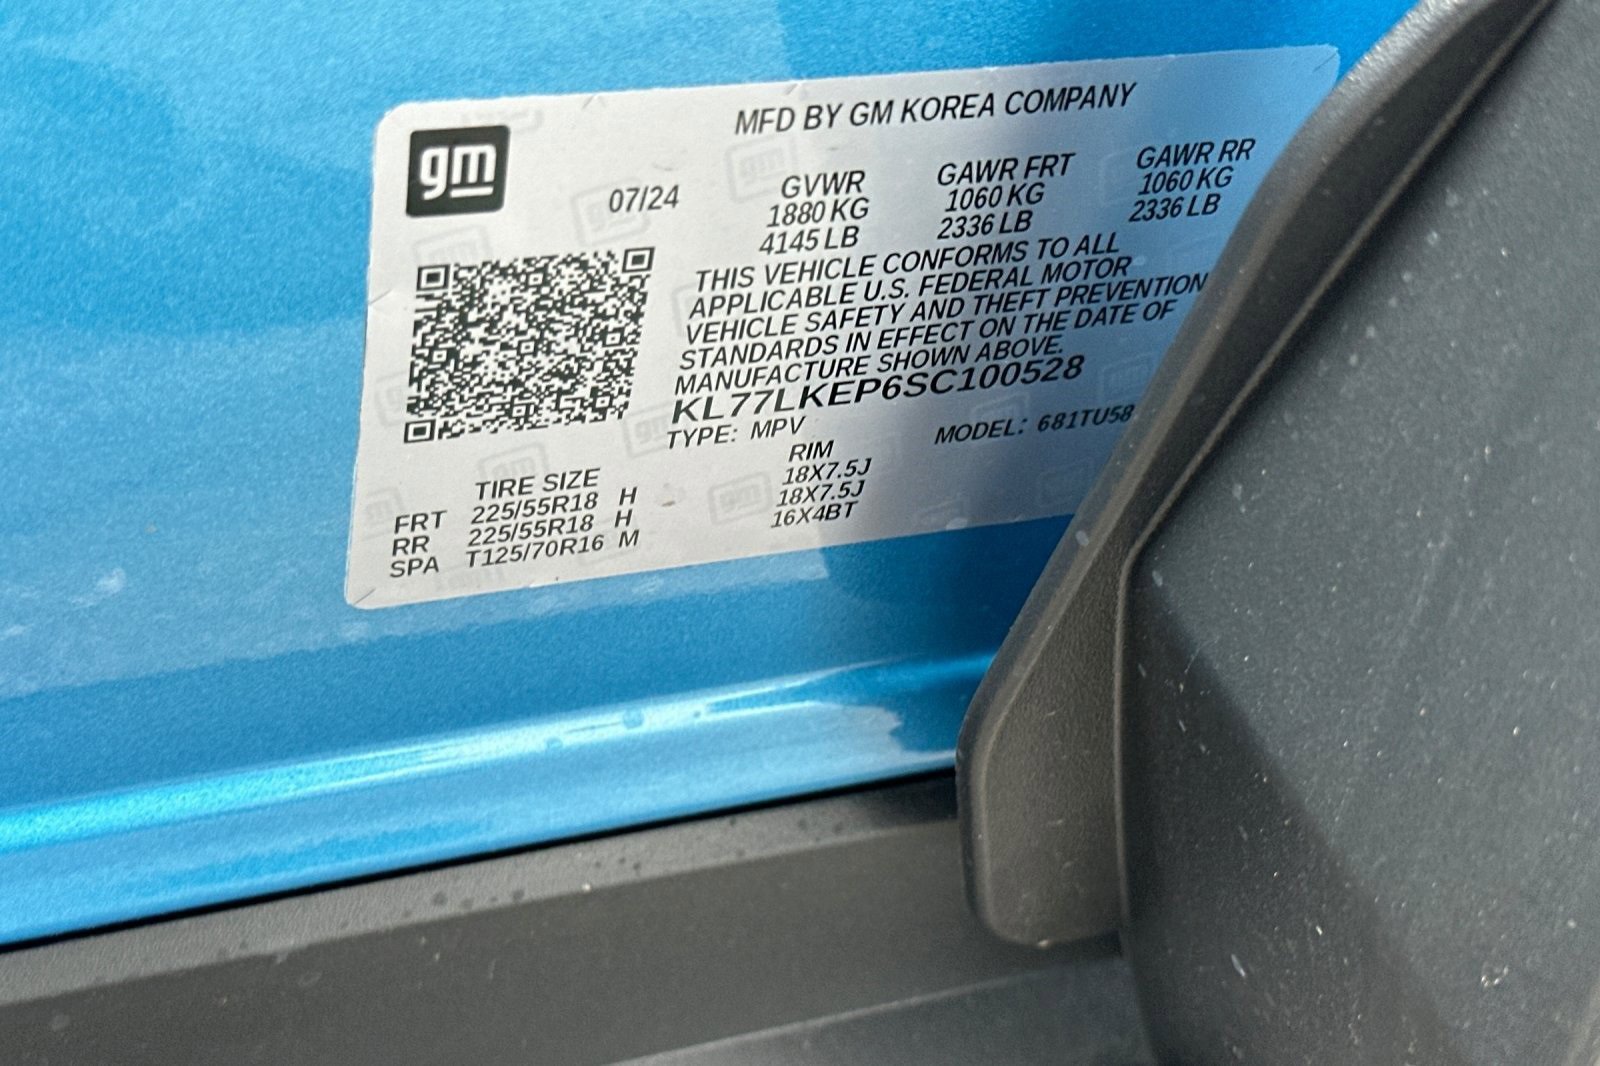 MFD BY GM KOREA COMPANY
gm
07/24
GVWR GAWR FRT GAWR RR
1880 KG 1060 KG 1060 KG
4145 LB 2336 LB 2336 LB
THIS VEHICLE CONFORMS TO ALL
APPLICABLE U.S. FEDERAL MOTOR
VEHICLE SAFETY AND THEFT PREVENTION
STANDARDS IN EFFECT ON THE DATE OF
MANUFACTURE SHOWN ABOVE.
KL77LKEP6SC100528
TYPE: MPV MODEL: 681TU58
TIRE SIZE RIM
FRT 225/55R18 H 18X7.5J
RR 225/55R18 H 18X7.5J
SPA T125/70R16 M 16X4BT